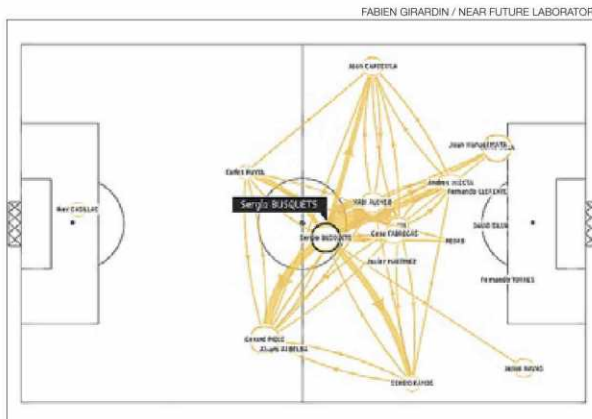 FABIEN GIRARDIN / NEAR FUTURE LABORATOR
Joan CAPDEVILA
Carles PUYOL
Andres INIESTA
Fernando LLORENTE
Iker CASILLAS
Sergio BUSQUETS
XABI ALONSO
Cesc FABREGAS
David SILVA
Sergio BUSQUETS
PEDRO
Javier MARTINEZ
Fernando TORRES
Gerard PIQUE
Jesus NAVAS
SERGIO RAMOS